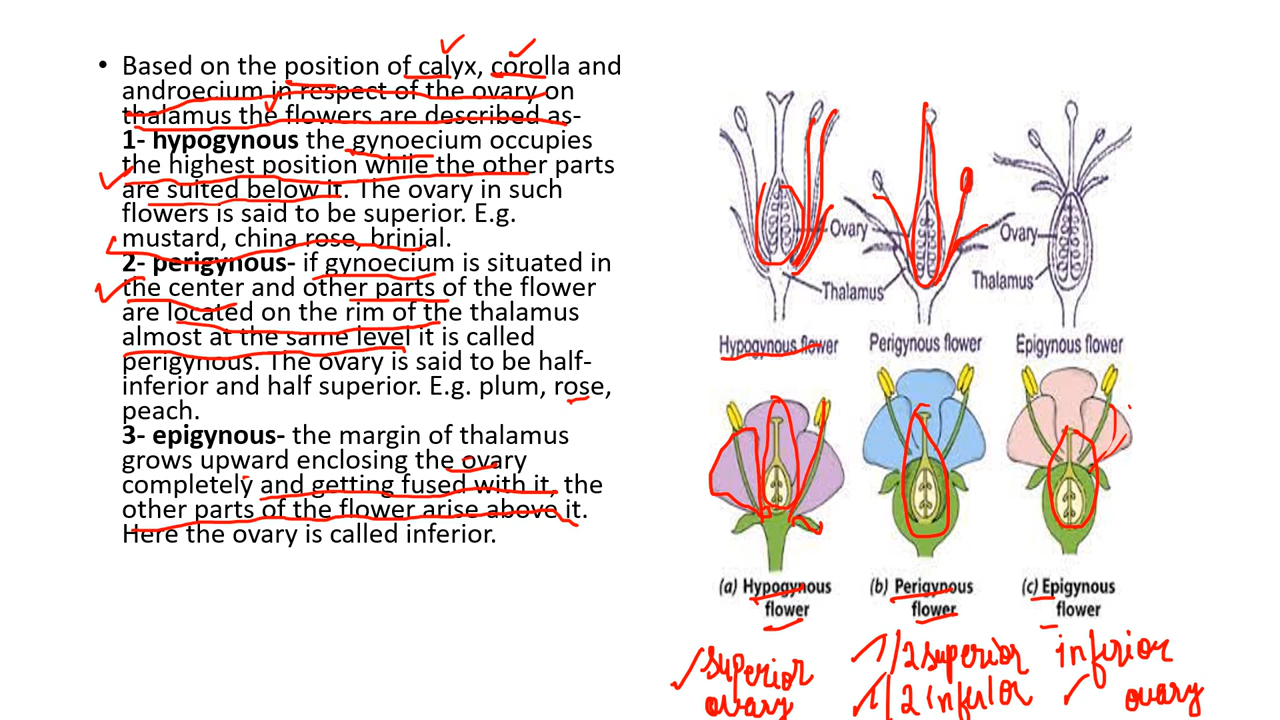 • Based on the position of calyx, corolla and
androecium in respect of the ovary on
thalamus the flowers are described as-
1- hypogynous the gynoecium occupies
the highest position while the other parts
are suited below it. The ovary in such
flowers is said to be superior. E.g.
mustard, china rose, brinjal.
2- perigynous- if gynoecium is situated in
the center and other parts of the flower
are located on the rim of the thalamus
almost at the same level it is called
perigynous. The ovary is said to be half-
inferior and half superior. E.g. plum, rose,
peach.
3- epigynous- the margin of thalamus
grows upward enclosing the ovary
completely and getting fused with it, the
other parts of the flower arise above it.
Here the ovary is called inferior.
Ovary Ovary
Thalamus Thalamus
Hypogynous flower Perigynous flower Epigynous flower
(a) Hypogynous flower
(b) Perigynous flower
(c) Epigynous flower
superior ovary
1/2 superior
1/2 inferior
inferior ovary